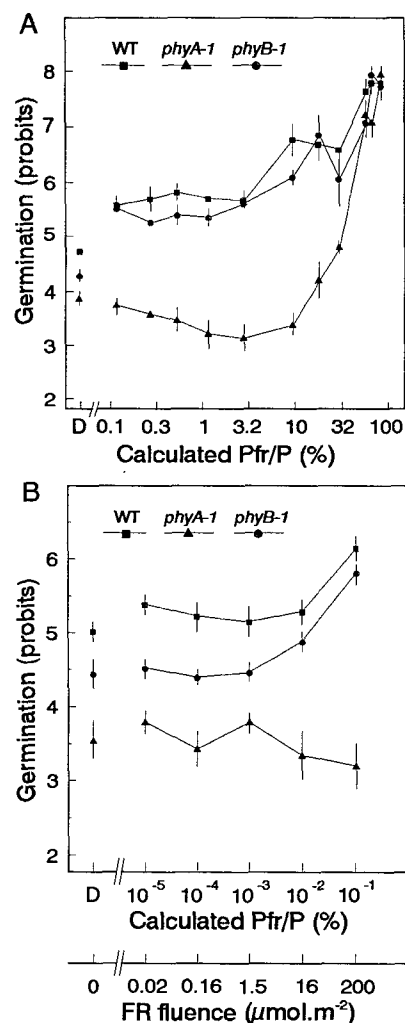 A
WT phyA-1 phyB-1
8
7
6
5
4
3
2
Germination (probits)
D 0.1 0.3 1 3.2 10 32 100
Calculated Pfr/P (%)
B
WT phyA-1 phyB-1
6
5
4
3
2
Germination (probits)
D 10⁻⁵ 10⁻⁴ 10⁻³ 10⁻² 10⁻¹
Calculated Pfr/P (%)
0 0.02 0.16 1.5 16 200
FR fluence (μmol.m⁻²)